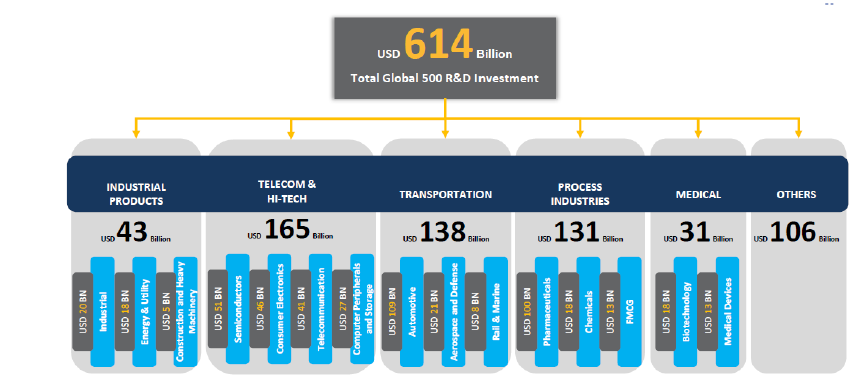 USD 614 Billion
Total Global 500 R&D Investment
INDUSTRIAL
PRODUCTS
USD 43 Billion
USD 20 BN
Industrial
USD 18 BN
Energy & Utility
USD 5 BN
Construction and Heavy
Machinery
TELECOM &
HI-TECH
USD 165 Billion
USD 51 BN
Semiconductors
USD 46 BN
Consumer Electronics
USD 41 BN
Telecommunication
USD 27 BN
Computer Peripherals
and Storage
TRANSPORTATION
USD 138 Billion
USD 109 BN
Automotive
USD 21 BN
Aerospace and Defense
USD 8 BN
Rail & Marine
PROCESS
INDUSTRIES
USD 131 Billion
USD 100 BN
Pharmaceuticals
USD 18 BN
Chemicals
USD 13 BN
FMCG
MEDICAL
USD 31 Billion
USD 18 BN
Biotechnology
USD 13 BN
Medical Devices
OTHERS
USD 106 Billion